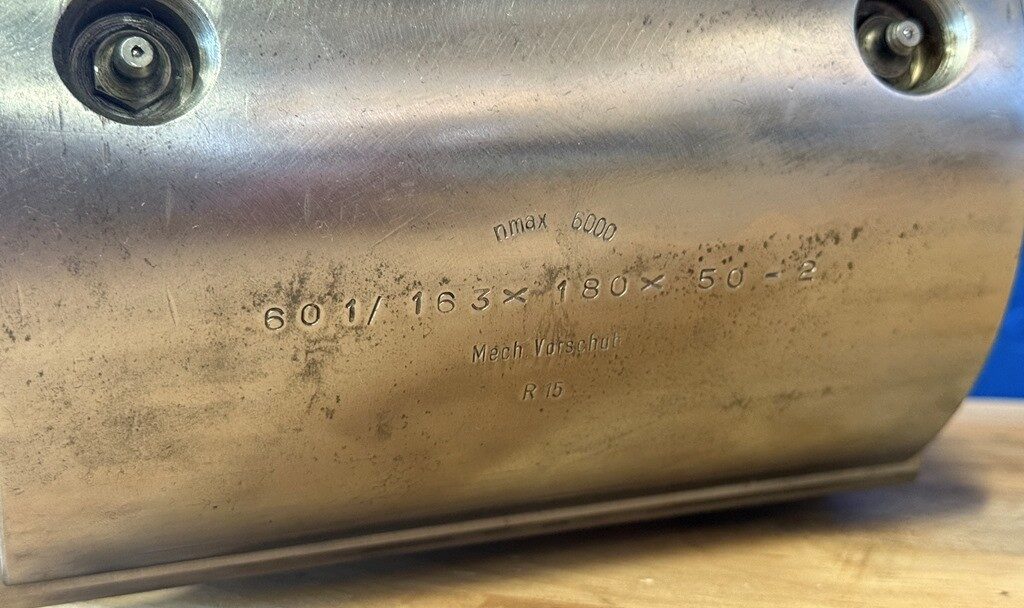 nmax 6000
601/ 163× 180× 50 - 2
Mech Vorschub
R 15